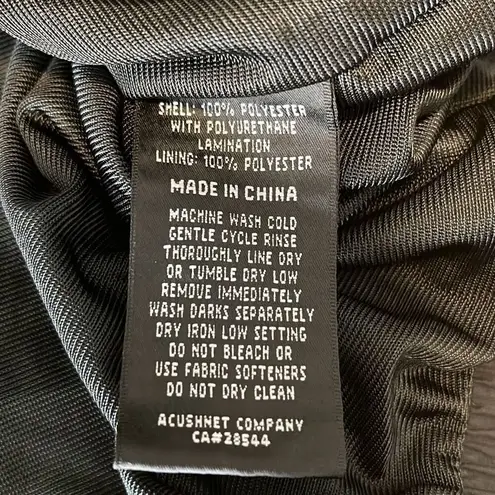 SHELL: 100% POLYESTER
WITH POLYURETHANE
LAMINATION
LINING: 100% POLYESTER
MADE IN CHINA
MACHINE WASH COLD
GENTLE CYCLE RINSE
THOROUGHLY LINE DRY
OR TUMBLE DRY LOW
REMOVE IMMEDIATELY
WASH DARKS SEPARATELY
DRY IRON LOW SETTING
DO NOT BLEACH OR
USE FABRIC SOFTENERS
DO NOT DRY CLEAN
ACUSHNET COMPANY
CA#28544